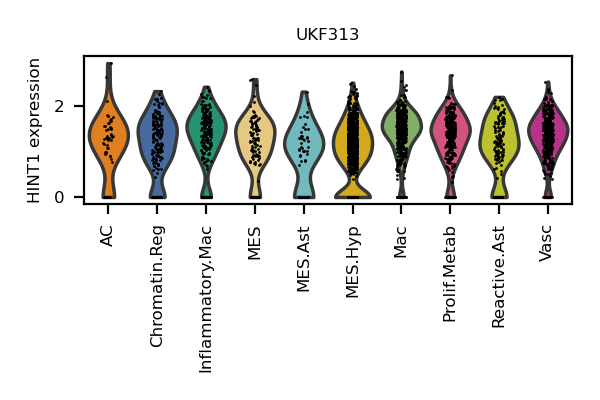 UKF313
HINT1 expression
2
0
AC
Chromatin.Reg
Inflammatory.Mac
MES
MES.Ast
MES.Hyp
Mac
Prolif.Metab
Reactive.Ast
Vasc